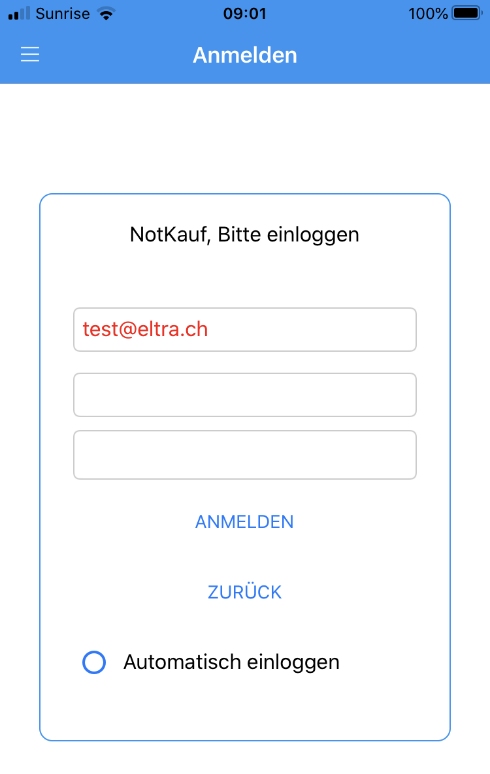 Sunrise 09:01 100%
Anmelden
NotKauf, Bitte einloggen
test@eltra.ch
ANMELDEN
ZURÜCK
Automatisch einloggen